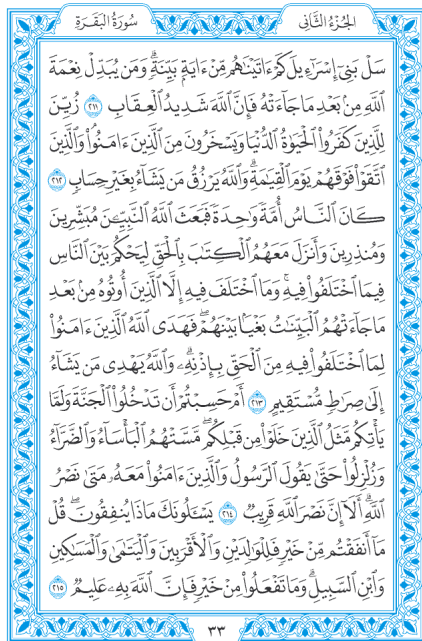 الجُزْءُ الثَّانِى
سُورَةُ البَقَرَةِ
سَلْ بَنِىٓ إِسْرَٰٓءِيلَ كَمْ ءَاتَيْنَٰهُم مِّنْ ءَايَةٍۭ بَيِّنَةٍۗ وَمَن يُبَدِّلْ نِعْمَةَ
ٱللَّهِ مِنۢ بَعْدِ مَا جَآءَتْهُ فَإِنَّ ٱللَّهَ شَدِيدُ ٱلْعِقَابِ ٢١١ زُيِّنَ
لِلَّذِينَ كَفَرُوا۟ ٱلْحَيَوٰةُ ٱلدُّنْيَا وَيَسْخَرُونَ مِنَ ٱلَّذِينَ ءَامَنُوا۟ۘ وَٱلَّذِينَ
ٱتَّقَوْا۟ فَوْقَهُمْ يَوْمَ ٱلْقِيَٰمَةِۗ وَٱللَّهُ يَرْزُقُ مَن يَشَآءُ بِغَيْرِ حِسَابٍ ٢١٢
كَانَ ٱلنَّاسُ أُمَّةً وَٰحِدَةً فَبَعَثَ ٱللَّهُ ٱلنَّبِيِّـۧنَ مُبَشِّرِينَ
وَمُنذِرِينَ وَأَنزَلَ مَعَهُمُ ٱلْكِتَٰبَ بِٱلْحَقِّ لِيَحْكُمَ بَيْنَ ٱلنَّاسِ
فِيمَا ٱخْتَلَفُوا۟ فِيهِۚ وَمَا ٱخْتَلَفَ فِيهِ إِلَّا ٱلَّذِينَ أُوتُوهُ مِنۢ بَعْدِ
مَا جَآءَتْهُمُ ٱلْبَيِّنَٰتُ بَغْيًۢا بَيْنَهُمْۖ فَهَدَى ٱللَّهُ ٱلَّذِينَ ءَامَنُوا۟
لِمَا ٱخْتَلَفُوا۟ فِيهِ مِنَ ٱلْحَقِّ بِإِذْنِهِۦۗ وَٱللَّهُ يَهْدِى مَن يَشَآءُ
إِلَىٰ صِرَٰطٍ مُّسْتَقِيمٍ ٢١٣ أَمْ حَسِبْتُمْ أَن تَدْخُلُوا۟ ٱلْجَنَّةَ وَلَمَّا
يَأْتِكُم مَّثَلُ ٱلَّذِينَ خَلَوْا۟ مِن قَبْلِكُمۖ مَّسَّتْهُمُ ٱلْبَأْسَآءُ وَٱلضَّرَّآءُ
وَزُلْزِلُوا۟ حَتَّىٰ يَقُولَ ٱلرَّسُولُ وَٱلَّذِينَ ءَامَنُوا۟ مَعَهُۥ مَتَىٰ نَصْرُ
ٱللَّهِۗ أَلَآ إِنَّ نَصْرَ ٱللَّهِ قَرِيبٌ ٢١٤ يَسْـَٔلُونَكَ مَاذَا يُنفِقُونَۖ قُلْ
مَآ أَنفَقْتُم مِّنْ خَيْرٍ فَلِلْوَٰلِدَيْنِ وَٱلْأَقْرَبِينَ وَٱلْيَتَٰمَىٰ وَٱلْمَسَٰكِينِ
وَٱبْنِ ٱلسَّبِيلِۗ وَمَا تَفْعَلُوا۟ مِنْ خَيْرٍ فَإِنَّ ٱللَّهَ بِهِۦ عَلِيمٌ ٢١٥
٣٣